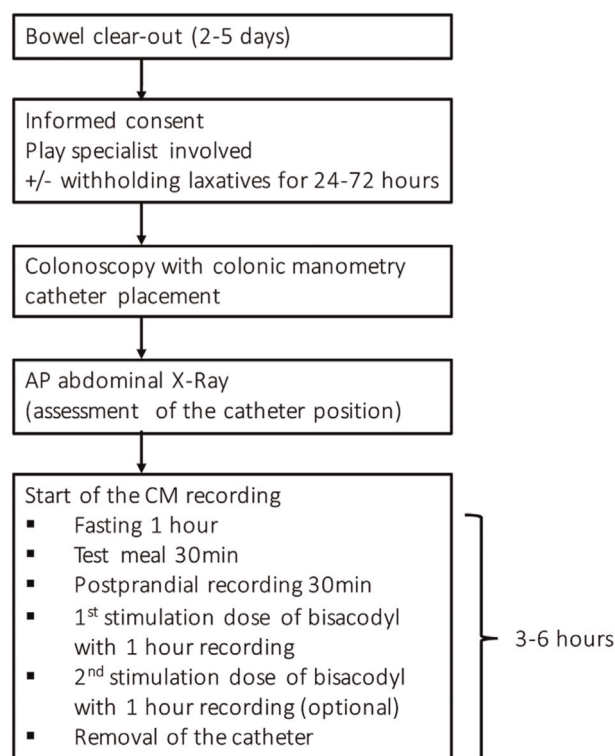 Bowel clear-out (2-5 days)
Informed consent
Play specialist involved
+/- withholding laxatives for 24-72 hours
Colonoscopy with colonic manometry
catheter placement
AP abdominal X-Ray
(assessment of the catheter position)
Start of the CM recording
▪ Fasting 1 hour
▪ Test meal 30min
▪ Postprandial recording 30min
▪ 1st stimulation dose of bisacodyl
with 1 hour recording
▪ 2nd stimulation dose of bisacodyl
with 1 hour recording (optional)
▪ Removal of the catheter
3-6 hours